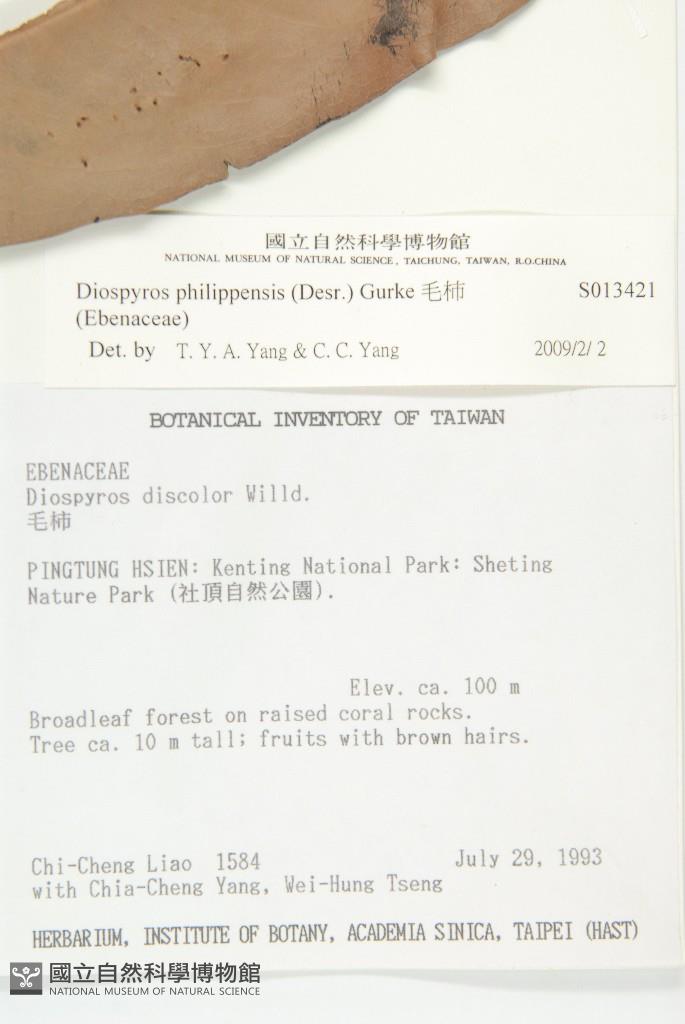 國立自然科學博物館
NATIONAL MUSEUM OF NATURAL SCIENCE, TAICHUNG, TAIWAN, R.O.CHINA
Diospyros philippensis (Desr.) Gurke 毛柿 S013421
(Ebenaceae)
Det. by T. Y. A. Yang & C. C. Yang 2009/2/ 2
BOTANICAL INVENTORY OF TAIWAN
EBENACEAE
Diospyros discolor Willd.
毛柿
PINGTUNG HSIEN: Kenting National Park: Sheting
Nature Park (社頂自然公園).
Elev. ca. 100 m
Broadleaf forest on raised coral rocks.
Tree ca. 10 m tall; fruits with brown hairs.
Chi-Cheng Liao 1584 July 29, 1993
with Chia-Cheng Yang, Wei-Hung Tseng
HERBARIUM, INSTITUTE OF BOTANY, ACADEMIA SINICA, TAIPEI (HAST)
國立自然科學博物館
NATIONAL MUSEUM OF NATURAL SCIENCE